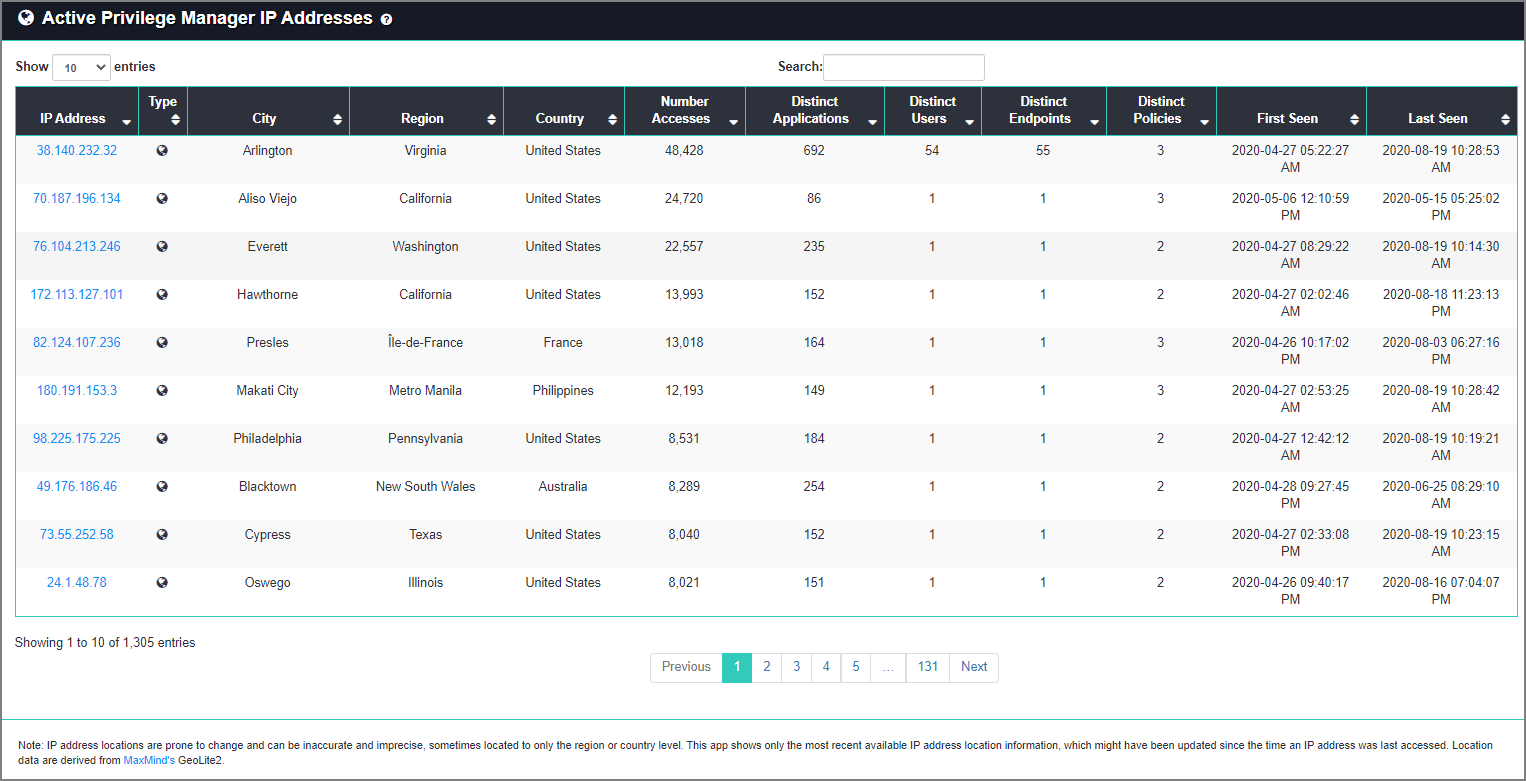 Active Privilege Manager IP Addresses ?
Show 10 entries Search:
IP Address Type City Region Country Number Accesses Distinct Applications Distinct Users Distinct Endpoints Distinct Policies First Seen Last Seen
38.140.232.32 Arlington Virginia United States 48,428 692 54 55 3 2020-04-27 05:22:27 AM 2020-08-19 10:28:53 AM
70.187.196.134 Aliso Viejo California United States 24,720 86 1 1 3 2020-05-06 12:10:59 PM 2020-05-15 05:25:02 PM
76.104.213.246 Everett Washington United States 22,557 235 1 1 2 2020-04-27 08:29:22 AM 2020-08-19 10:14:30 AM
172.113.127.101 Hawthorne California United States 13,993 152 1 1 2 2020-04-27 02:02:46 AM 2020-08-18 11:23:13 PM
82.124.107.236 Presles Île-de-France France 13,018 164 1 1 3 2020-04-26 10:17:02 PM 2020-08-03 06:27:16 PM
180.191.153.3 Makati City Metro Manila Philippines 12,193 149 1 1 3 2020-04-27 02:53:25 AM 2020-08-19 10:28:42 AM
98.225.175.225 Philadelphia Pennsylvania United States 8,531 184 1 1 2 2020-04-27 12:42:12 AM 2020-08-19 10:19:21 AM
49.176.186.46 Blacktown New South Wales Australia 8,289 254 1 1 2 2020-04-28 09:27:45 PM 2020-06-25 08:29:10 AM
73.55.252.58 Cypress Texas United States 8,040 152 1 1 2 2020-04-27 02:33:08 PM 2020-08-19 10:23:15 AM
24.1.48.78 Oswego Illinois United States 8,021 151 1 1 2 2020-04-26 09:40:17 PM 2020-08-16 07:04:07 PM
Showing 1 to 10 of 1,305 entries
Previous 1 2 3 4 5 … 131 Next
Note: IP address locations are prone to change and can be inaccurate and imprecise, sometimes located to only the region or country level. This app shows only the most recent available IP address location information, which might have been updated since the time an IP address was last accessed. Location
data are derived from MaxMind's GeoLite2.